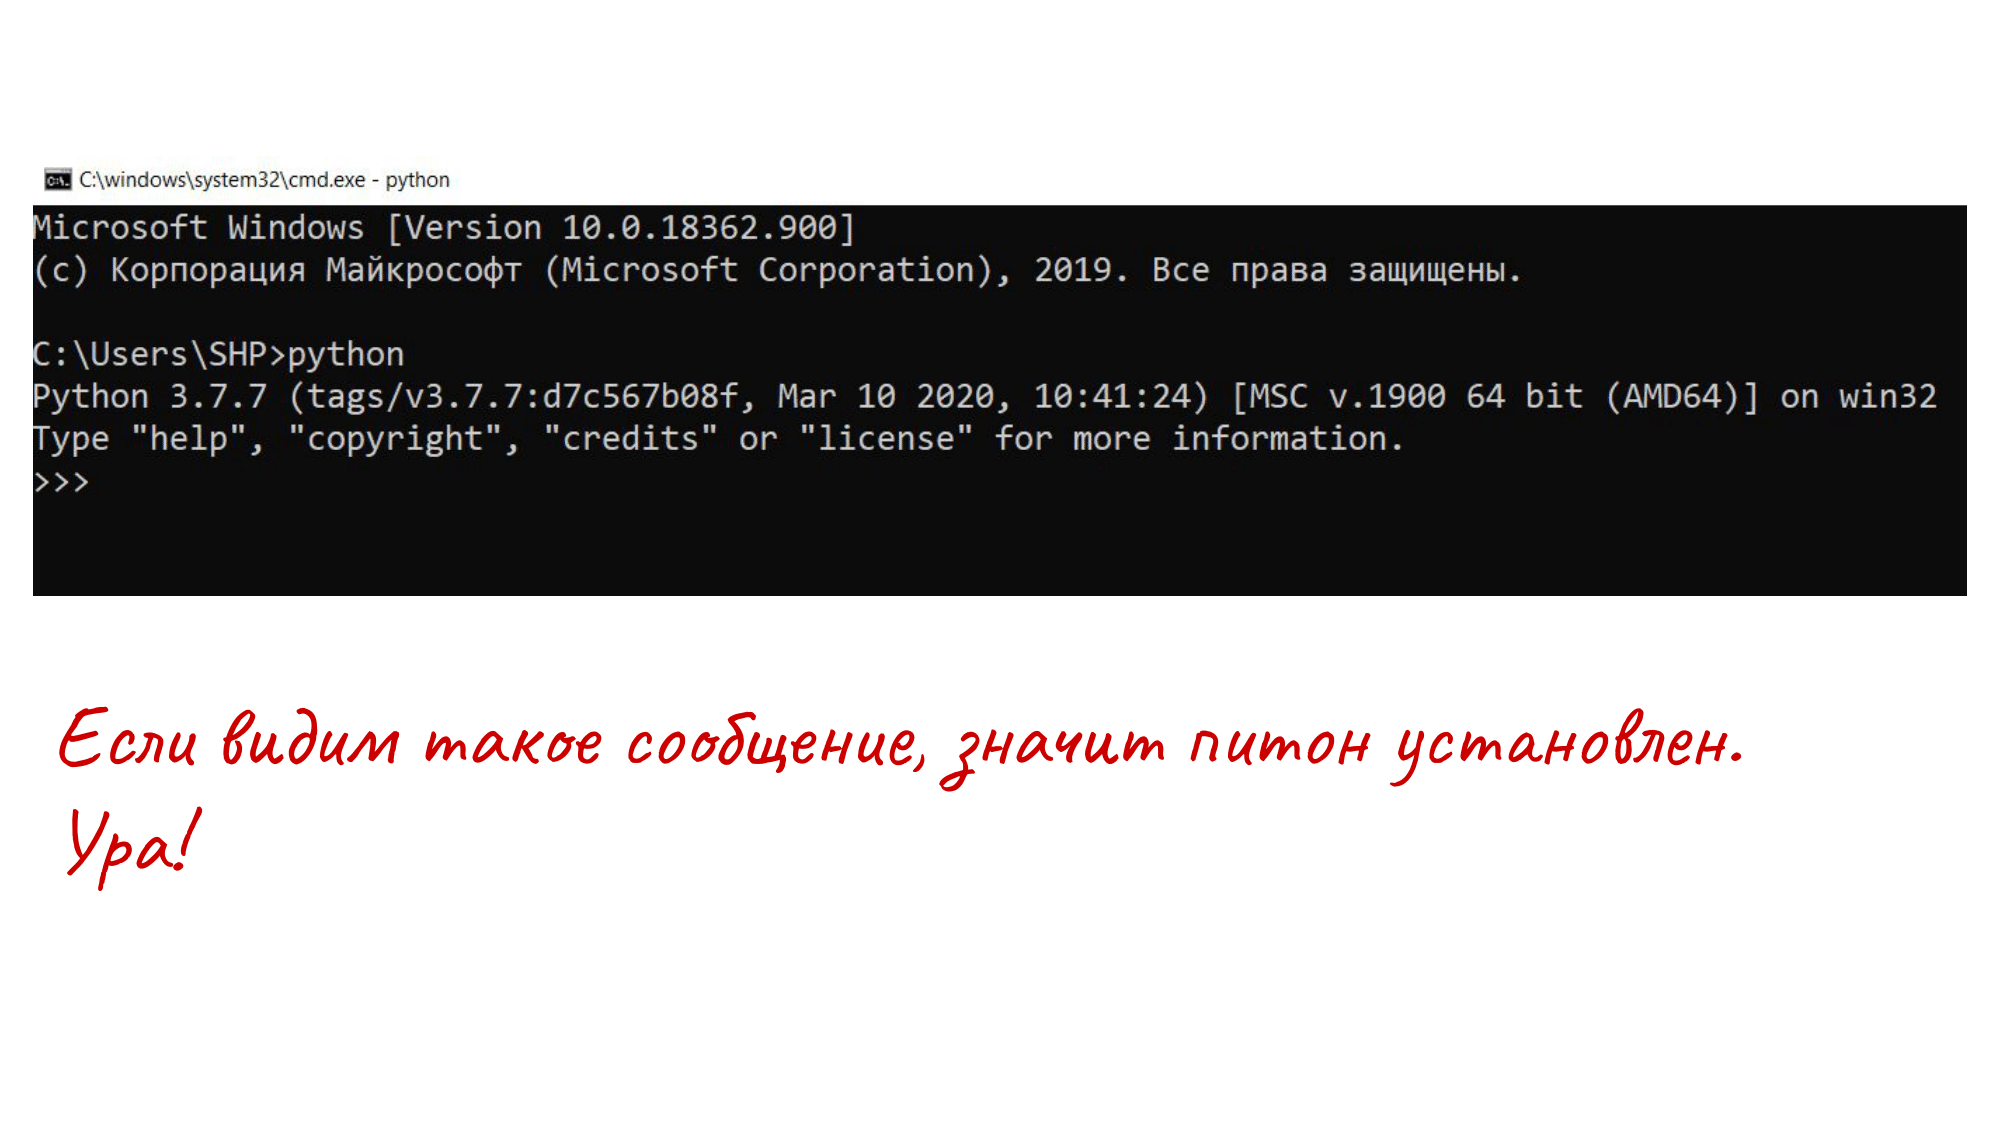 C:\windows\system32\cmd.exe - python
Microsoft Windows [Version 10.0.18362.900]
(c) Корпорация Майкрософт (Microsoft Corporation), 2019. Все права защищены.
C:\Users\SHP>python
Python 3.7.7 (tags/v3.7.7:d7c567b08f, Mar 10 2020, 10:41:24) [MSC v.1900 64 bit (AMD64)] on win32
Type "help", "copyright", "credits" or "license" for more information.
>>>
Если видим такое сообщение, значит питон установлен.
Ура!